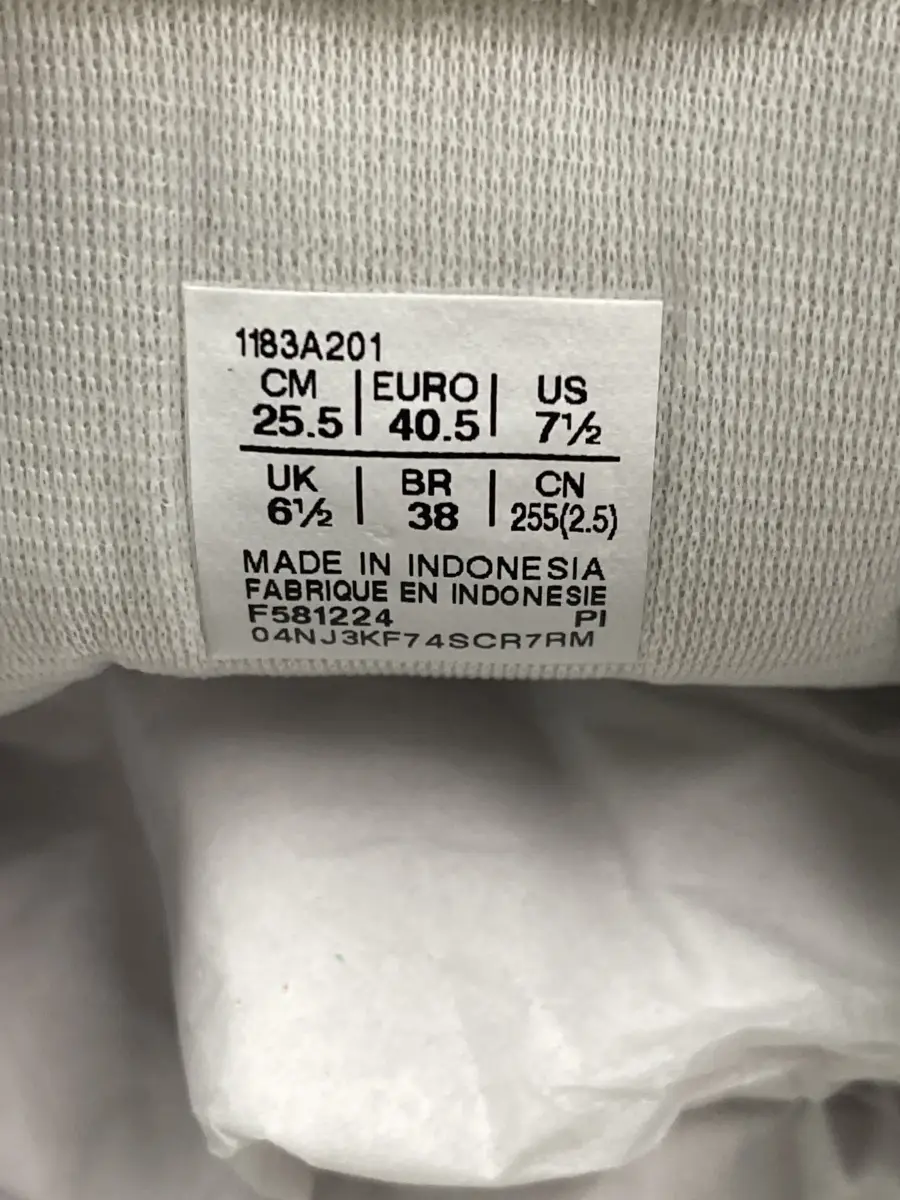 1183A201
CM | EURO | US
25.5 | 40.5 | 7½
UK | BR | CN
6½ | 38 | 255(2.5)
MADE IN INDONESIA
FABRIQUE EN INDONESIE
F581224 PI
04NJ3KF74SCR7RM